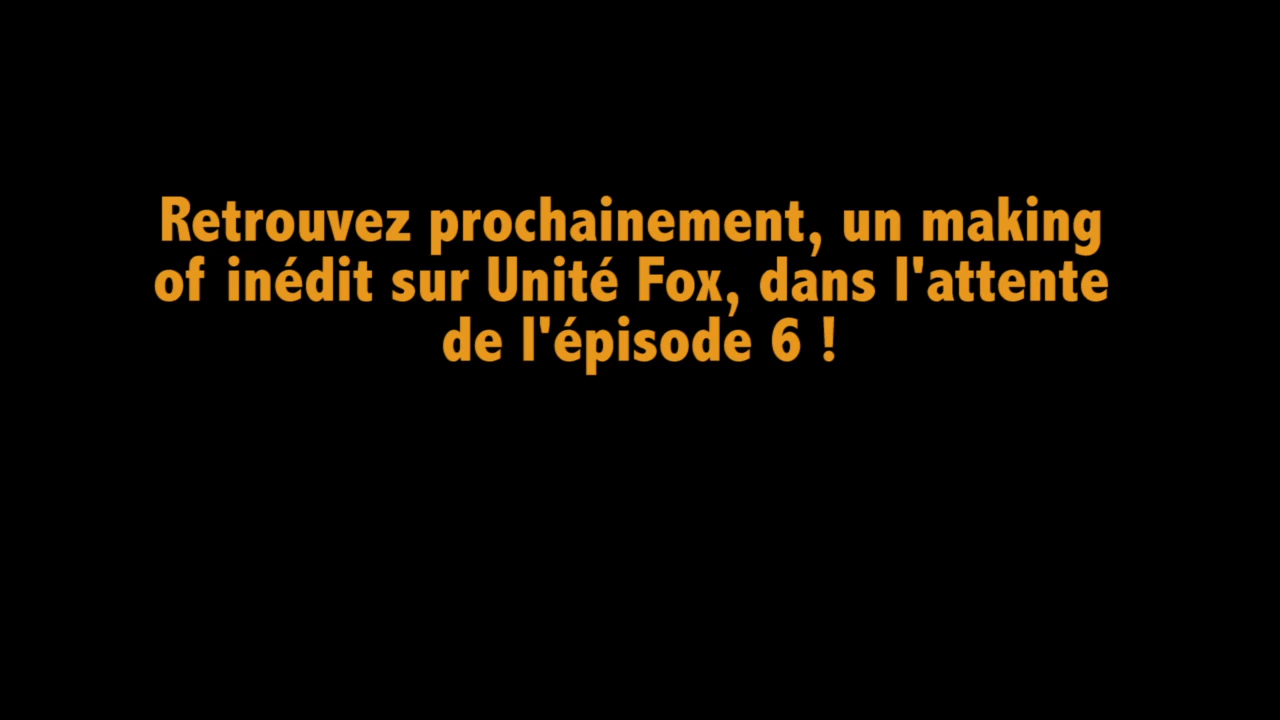 Retrouvez prochainement, un making
of inédit sur Unité Fox, dans l'attente
de l'épisode 6 !